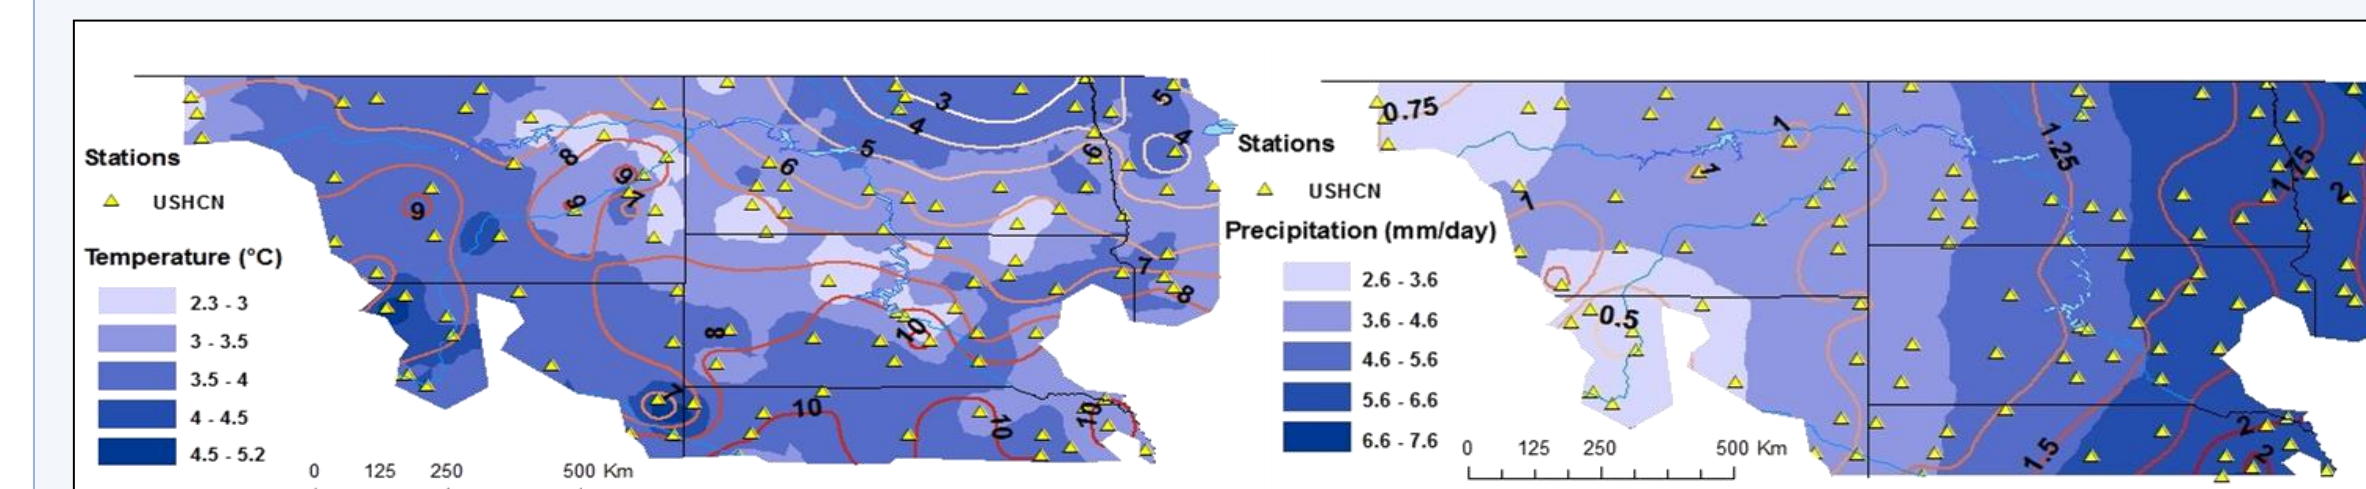 Stations
USHCN
Temperature (°C)
2.3 - 3
3 - 3.5
3.5 - 4
4 - 4.5
4.5 - 5.2
0 125 250 500 Km
3
4
5
5
4
6
6
8
9
9
7
9
7
8
8
10
7
10
10
10
Stations
USHCN
Precipitation (mm/day)
2.6 - 3.6
3.6 - 4.6
4.6 - 5.6
5.6 - 6.6
6.6 - 7.6
0 125 250 500 Km
0.75
1
1
1
1.25
1.75
2
0.5
1.5
2
2